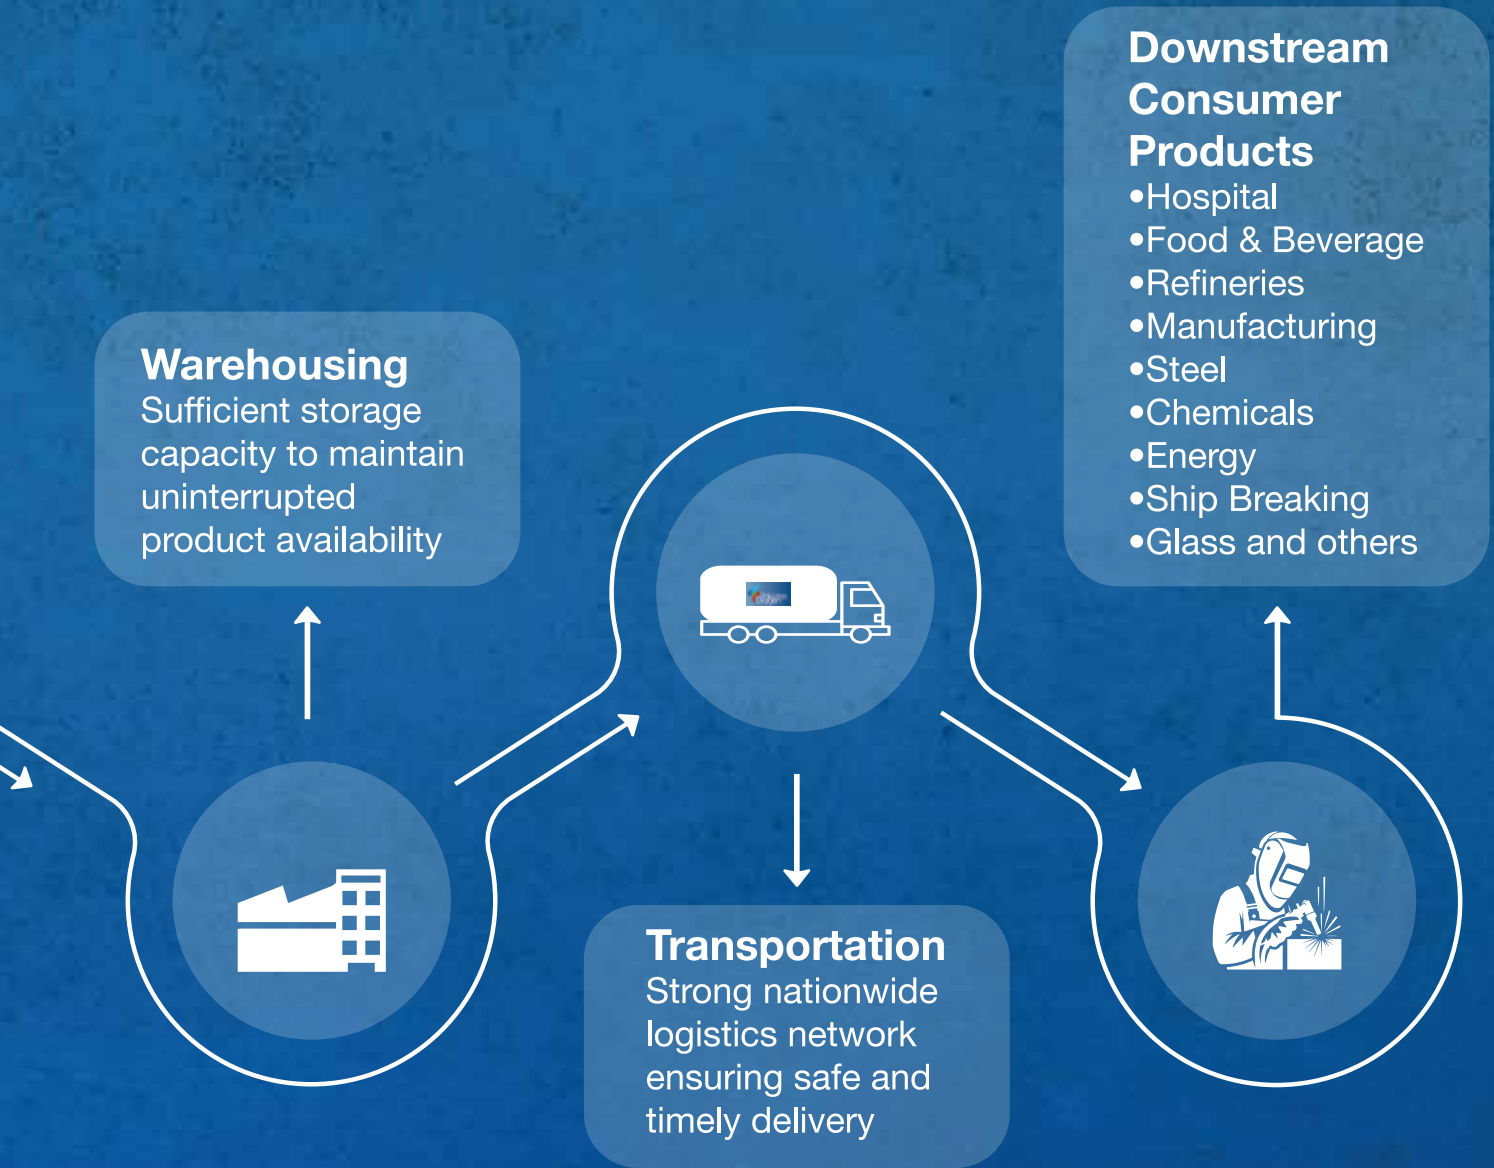 Warehousing
Sufficient storage
capacity to maintain
uninterrupted
product availability
Transportation
Strong nationwide
logistics network
ensuring safe and
timely delivery
Downstream
Consumer
Products
•Hospital
•Food & Beverage
•Refineries
•Manufacturing
•Steel
•Chemicals
•Energy
•Ship Breaking
•Glass and others